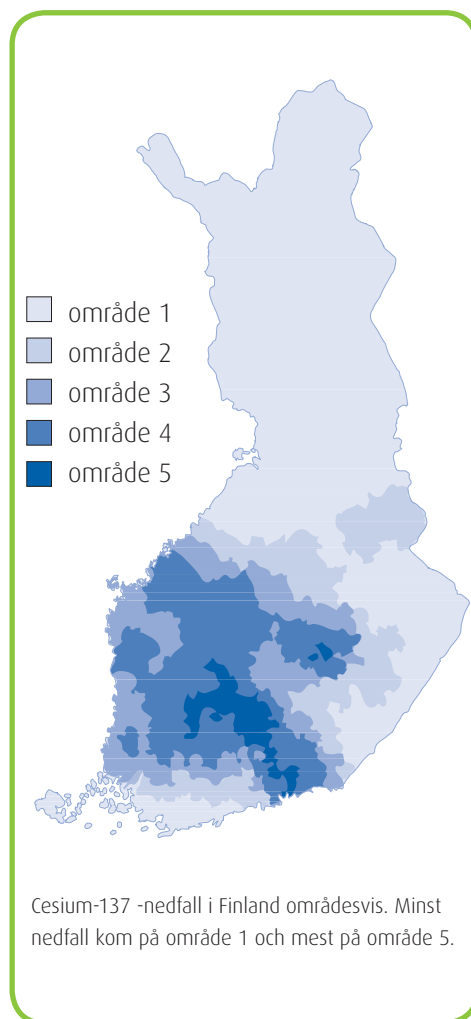 område 1
område 2
område 3
område 4
område 5
Cesium-137 -nedfall i Finland områdesvis. Minst
nedfall kom på område 1 och mest på område 5.